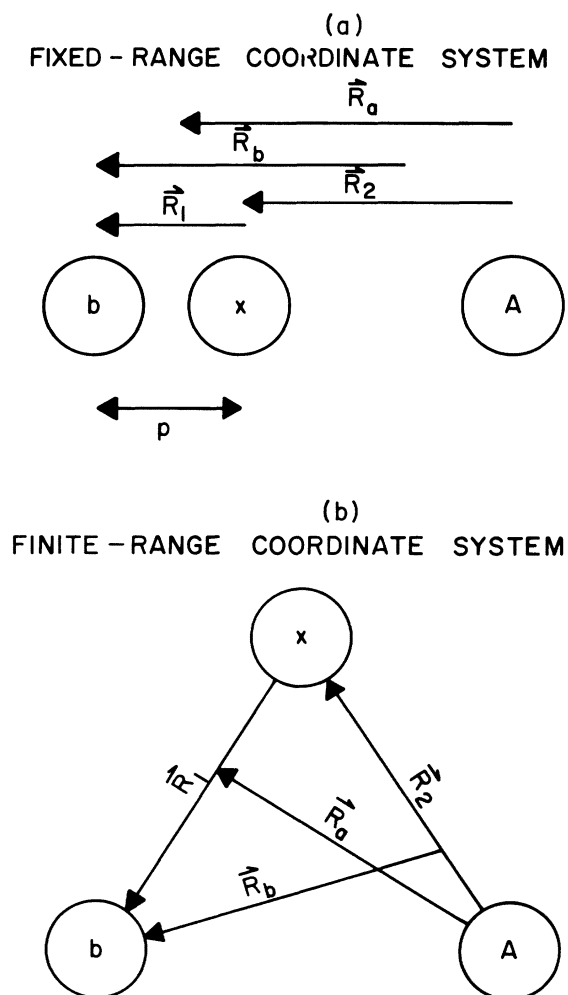 (a)
FIXED – RANGE COORDINATE SYSTEM
R⃗a
R⃗b
R⃗2
R⃗1
b x A
p
(b)
FINITE – RANGE COORDINATE SYSTEM
x
R⃗1
R⃗2
R⃗a
R⃗b
b A